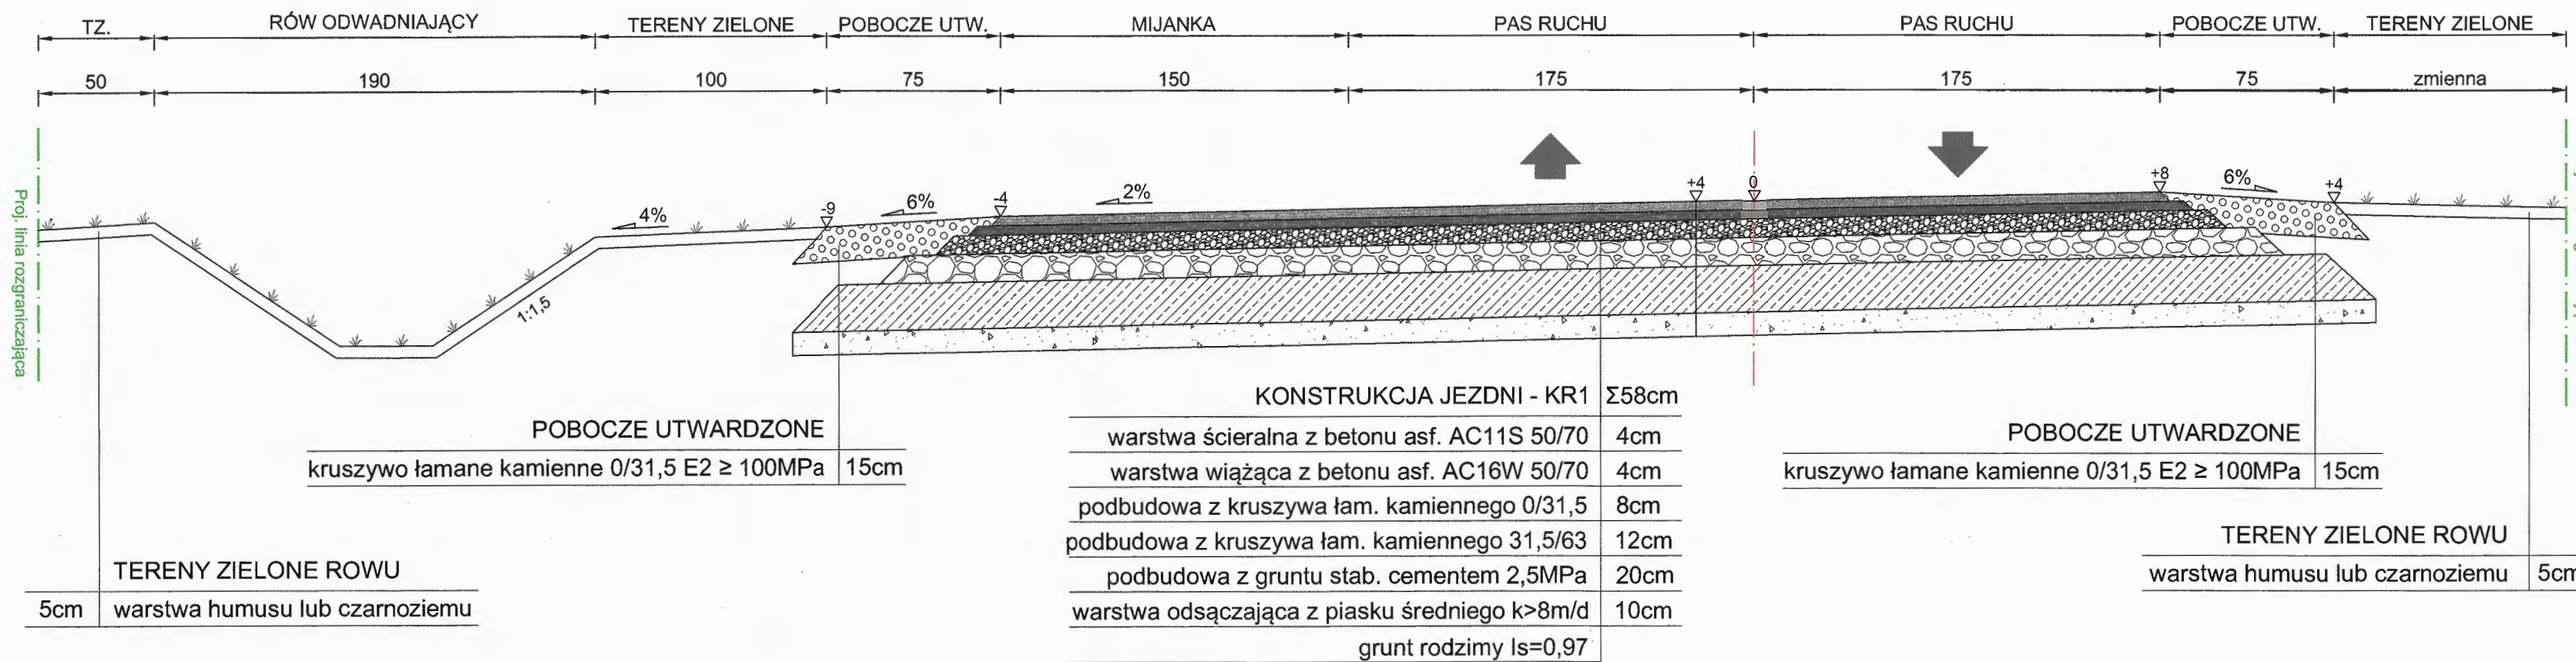 TZ.
RÓW ODWADNIAJĄCY
TERENY ZIELONE
POBOCZE UTW.
MIJANKA
PAS RUCHU
PAS RUCHU
POBOCZE UTW.
TERENY ZIELONE
50
190
100
75
150
175
175
75
zmienna
Proj. linia rozgraniczająca
1:1,5
4%
-9
6%
-4
2%
+4
0
+8
6%
+4
KONSTRUKCJA JEZDNI - KR1 Σ58cm
warstwa ścieralna z betonu asf. AC11S 50/70 4cm
warstwa wiążąca z betonu asf. AC16W 50/70 4cm
podbudowa z kruszywa łam. kamiennego 0/31,5 8cm
podbudowa z kruszywa łam. kamiennego 31,5/63 12cm
podbudowa z gruntu stab. cementem 2,5MPa 20cm
warstwa odsączająca z piasku średniego k>8m/d 10cm
grunt rodzimy Is=0,97
POBOCZE UTWARDZONE
kruszywo łamane kamienne 0/31,5 E2 ≥ 100MPa 15cm
TERENY ZIELONE ROWU
5cm warstwa humusu lub czarnoziemu
POBOCZE UTWARDZONE
kruszywo łamane kamienne 0/31,5 E2 ≥ 100MPa 15cm
TERENY ZIELONE ROWU
warstwa humusu lub czarnoziemu 5cm